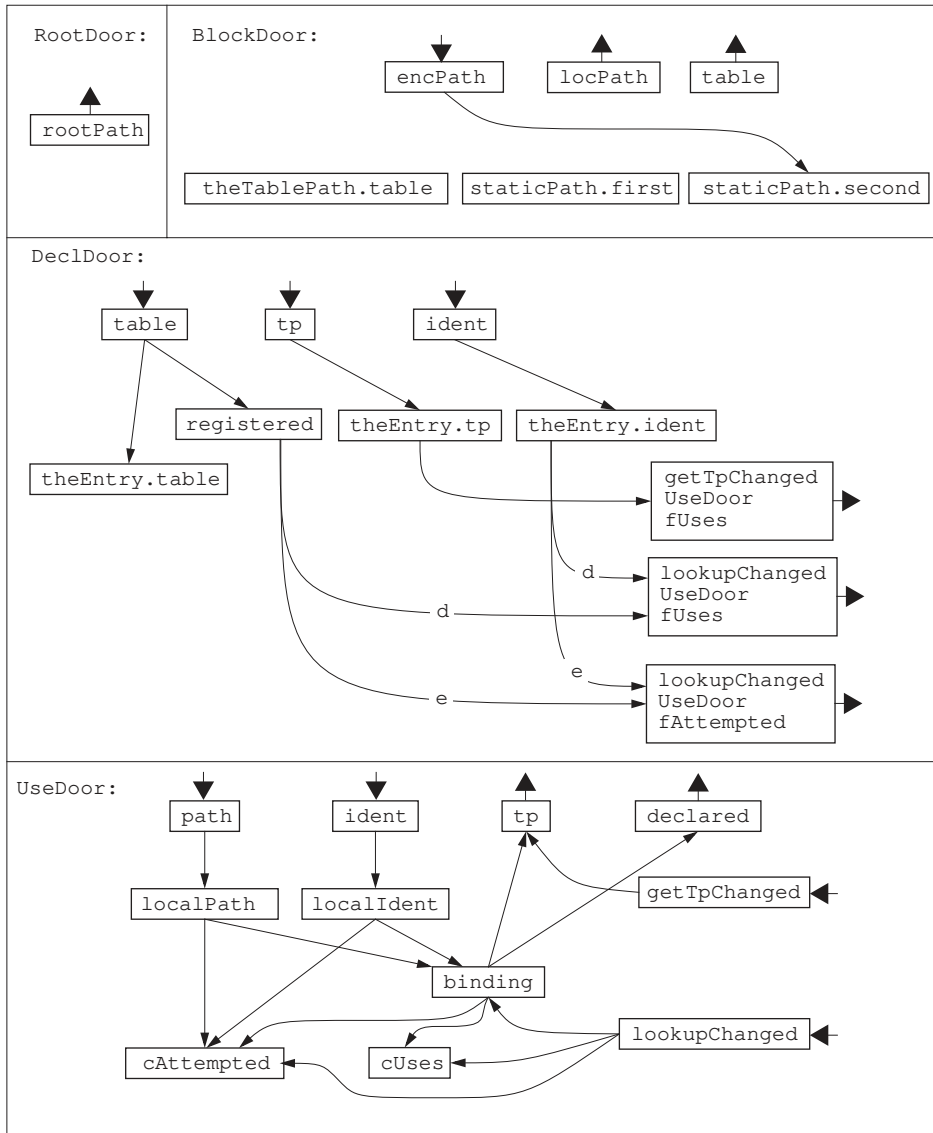 RootDoor:
rootPath
BlockDoor:
encPath
locPath
table
theTablePath.table
staticPath.first
staticPath.second
DeclDoor:
table
tp
ident
registered
theEntry.tp
theEntry.ident
theEntry.table
getTpChanged
UseDoor
fUses
d
lookupChanged
UseDoor
fUses
d
e
lookupChanged
UseDoor
fAttempted
e
UseDoor:
path
ident
tp
declared
getTpChanged
localPath
localIdent
binding
lookupChanged
cAttempted
cUses